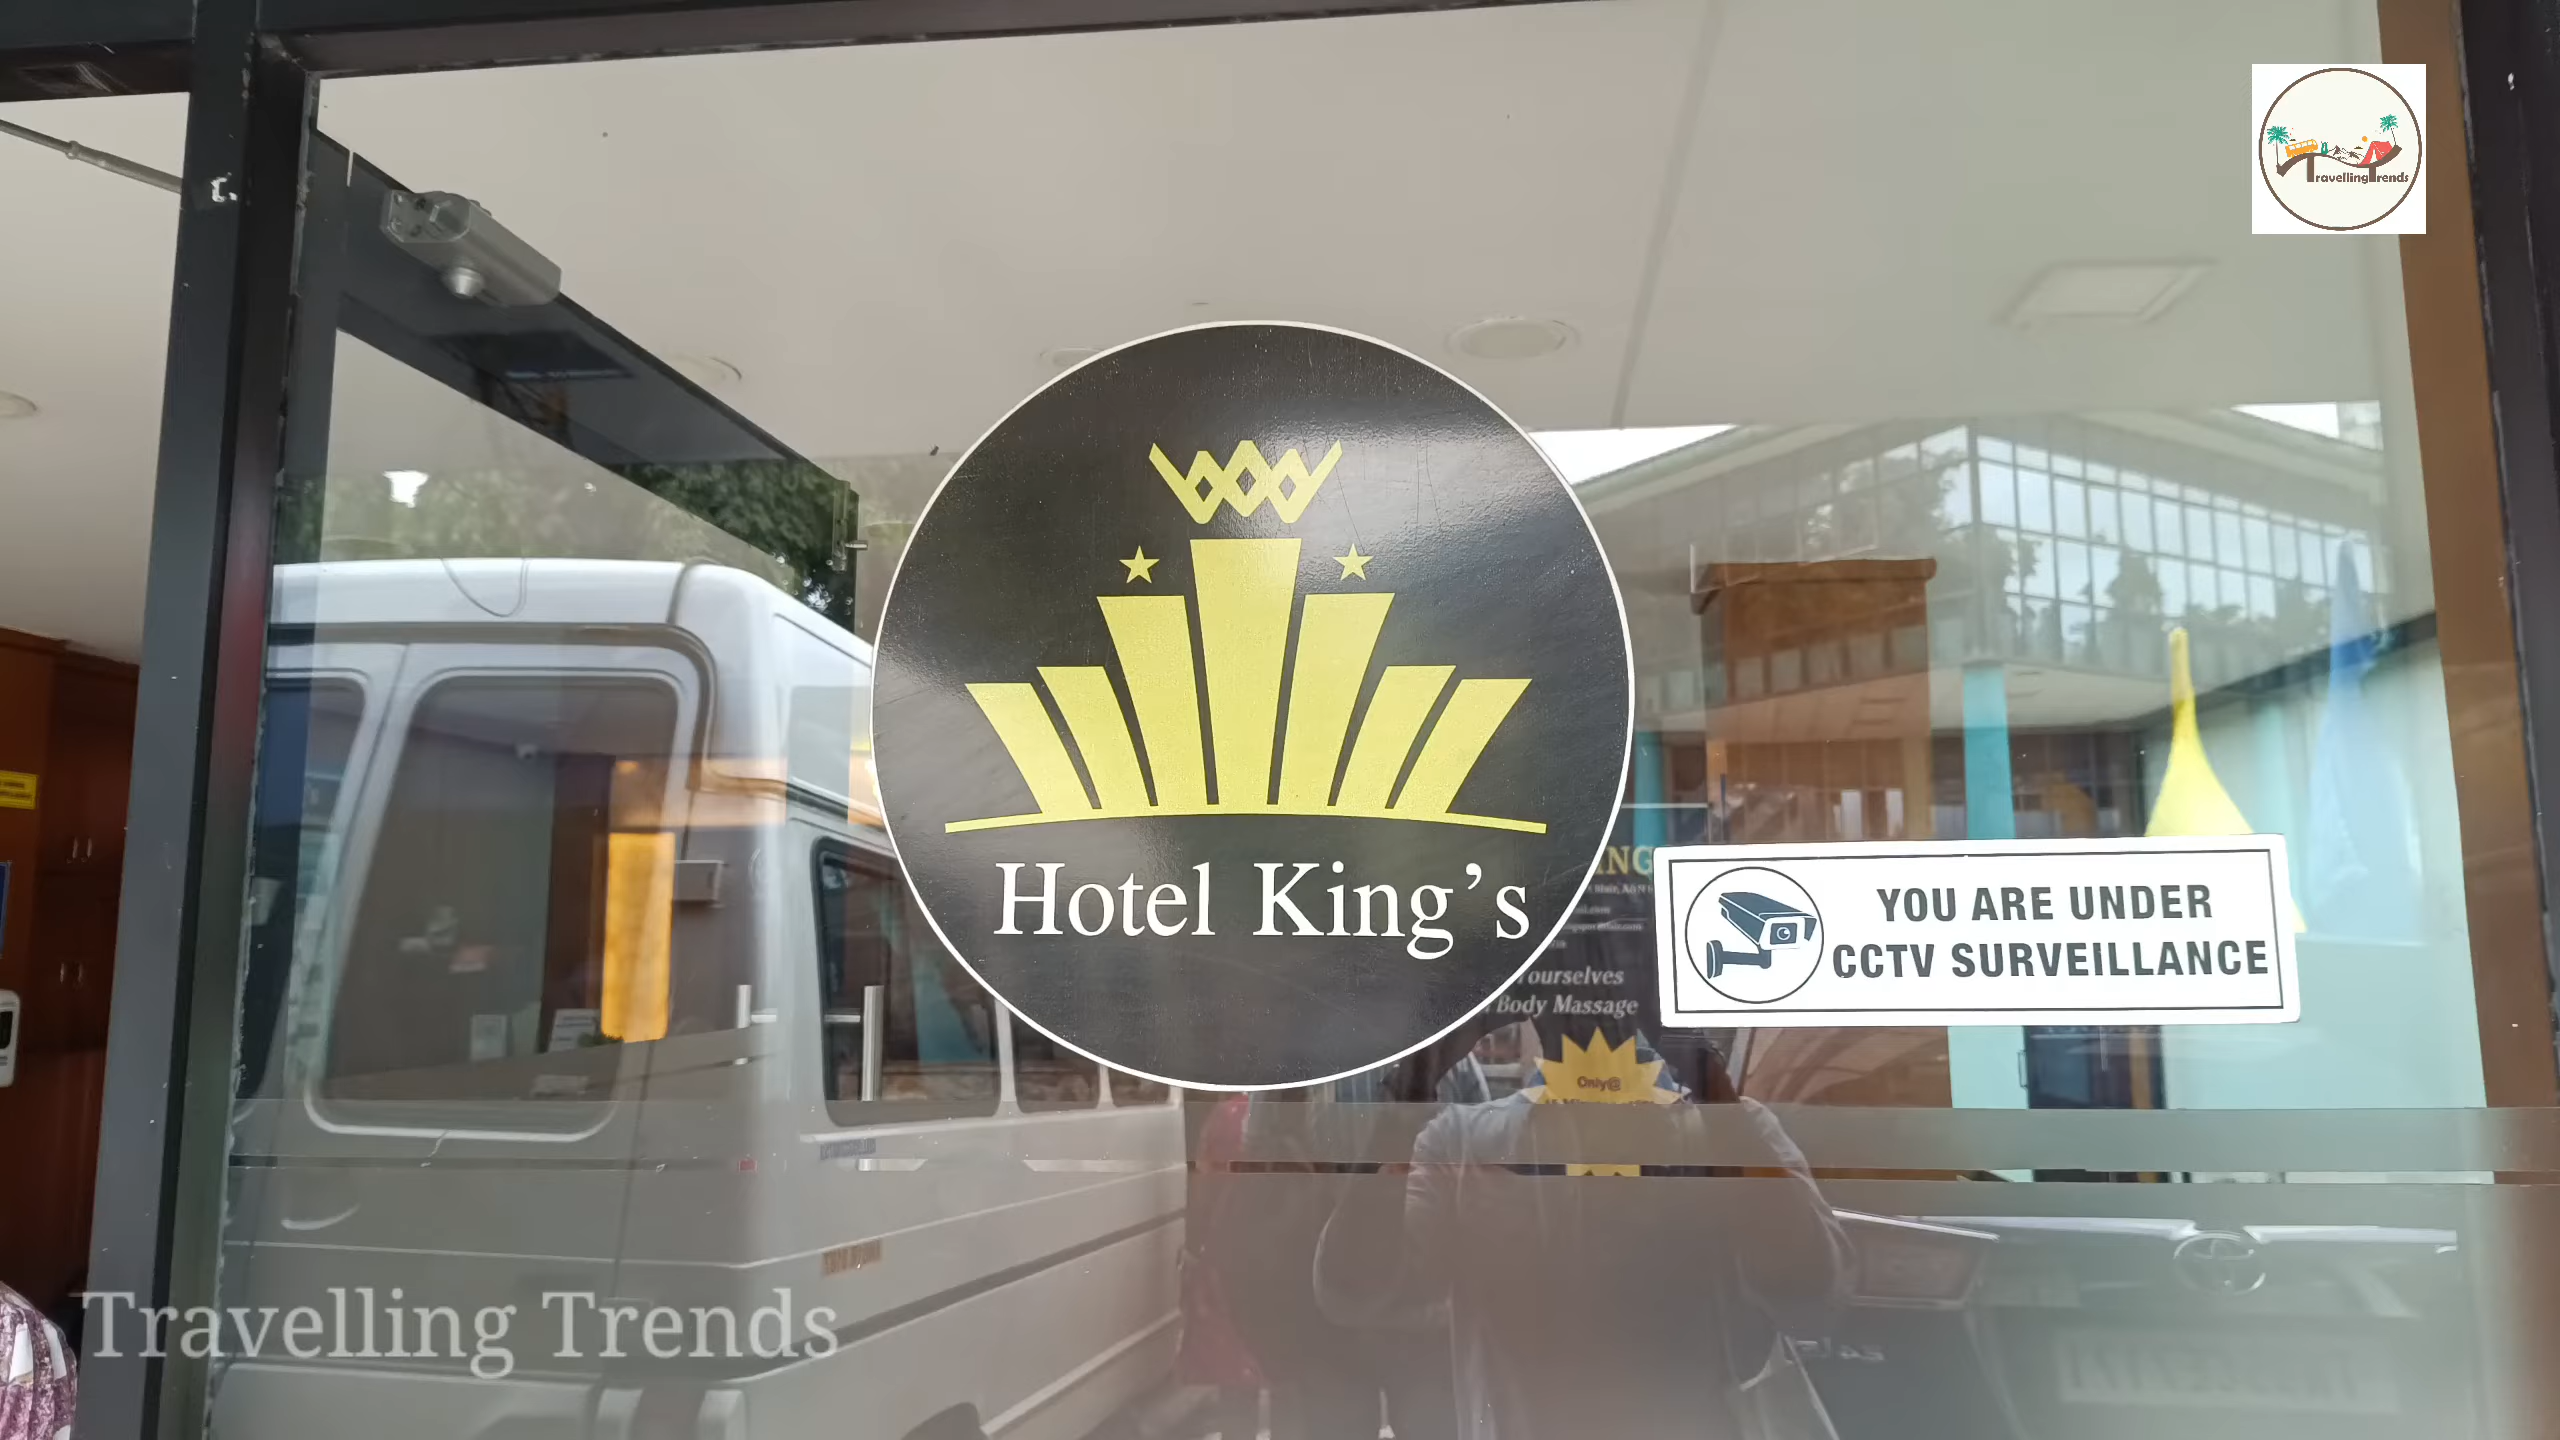 TravellingTrends
Hotel King's
YOU ARE UNDER
CCTV SURVEILLANCE
ourselves
Body Massage
Only@
Travelling Trends